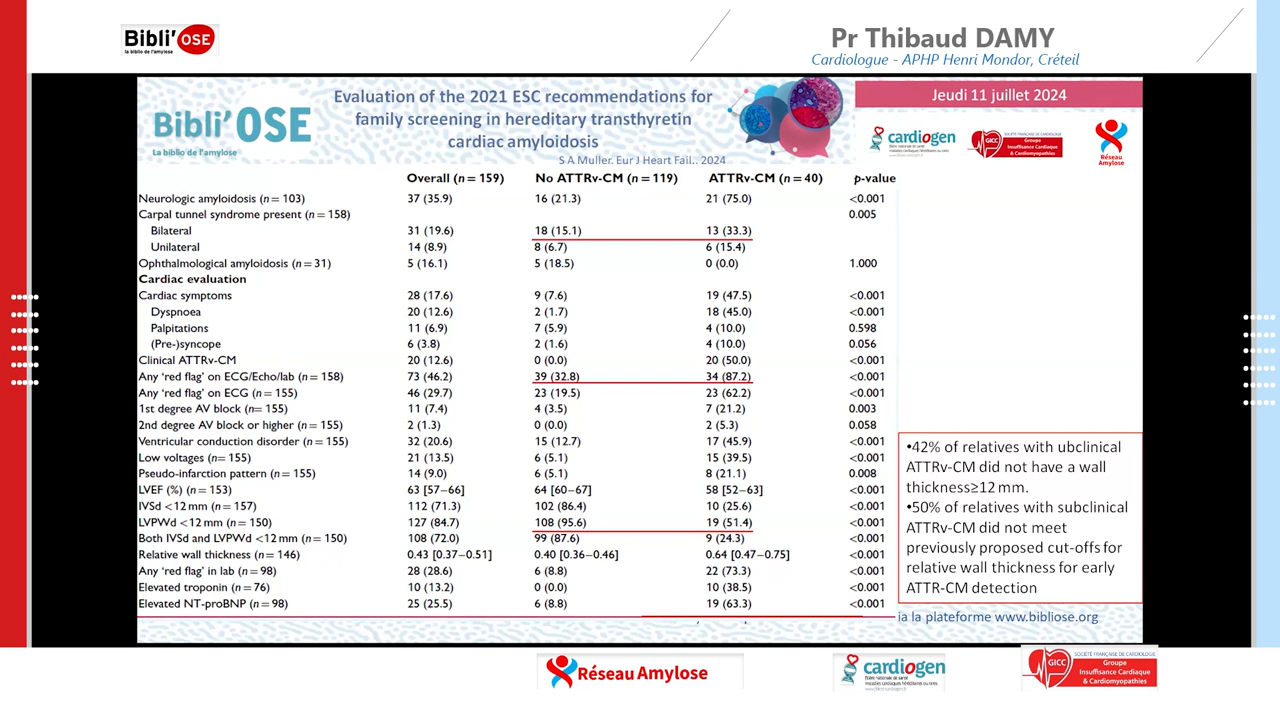 Bibli'OSE
la biblio de l'amylose
Pr Thibaud DAMY
Cardiologue - APHP Henri Mondor, Créteil
Bibli'OSE
La biblio de l'amylose
Evaluation of the 2021 ESC recommendations for
family screening in hereditary transthyretin
cardiac amyloidosis
S A Muller. Eur J Heart Fail.. 2024
Jeudi 11 juillet 2024
cardiogen
GICC
SOCIÉTÉ FRANÇAISE DE CARDIOLOGIE
Groupe
Insuffisance Cardiaque
& Cardiomyopathies
Réseau
Amylose
Overall (n = 159) No ATTRv-CM (n = 119) ATTRv-CM (n = 40) p-value
Neurologic amyloidosis (n = 103) 37 (35.9) 16 (21.3) 21 (75.0) <0.001
Carpal tunnel syndrome present (n = 158) 0.005
Bilateral 31 (19.6) 18 (15.1) 13 (33.3)
Unilateral 14 (8.9) 8 (6.7) 6 (15.4)
Ophthalmological amyloidosis (n = 31) 5 (16.1) 5 (18.5) 0 (0.0) 1.000
Cardiac evaluation
Cardiac symptoms 28 (17.6) 9 (7.6) 19 (47.5) <0.001
Dyspnoea 20 (12.6) 2 (1.7) 18 (45.0) <0.001
Palpitations 11 (6.9) 7 (5.9) 4 (10.0) 0.598
(Pre-)syncope 6 (3.8) 2 (1.6) 4 (10.0) 0.056
Clinical ATTRv-CM 20 (12.6) 0 (0.0) 20 (50.0) <0.001
Any 'red flag' on ECG/Echo/lab (n = 158) 73 (46.2) 39 (32.8) 34 (87.2) <0.001
Any 'red flag' on ECG (n = 155) 46 (29.7) 23 (19.5) 23 (62.2) <0.001
1st degree AV block (n= 155) 11 (7.4) 4 (3.5) 7 (21.2) 0.003
2nd degree AV block or higher (n = 155) 2 (1.3) 0 (0.0) 2 (5.3) 0.058
Ventricular conduction disorder (n = 155) 32 (20.6) 15 (12.7) 17 (45.9) <0.001
Low voltages (n= 155) 21 (13.5) 6 (5.1) 15 (39.5) <0.001
Pseudo-infarction pattern (n = 155) 14 (9.0) 6 (5.1) 8 (21.1) 0.008
LVEF (%) (n = 153) 63 [57–66] 64 [60–67] 58 [52–63] <0.001
IVSd <12 mm (n = 157) 112 (71.3) 102 (86.4) 10 (25.6) <0.001
LVPWd <12 mm (n = 150) 127 (84.7) 108 (95.6) 19 (51.4) <0.001
Both IVSd and LVPWd <12 mm (n = 150) 108 (72.0) 99 (87.6) 9 (24.3) <0.001
Relative wall thickness (n = 146) 0.43 [0.37–0.51] 0.40 [0.36–0.46] 0.64 [0.47–0.75] <0.001
Any 'red flag' in lab (n = 98) 28 (28.6) 6 (8.8) 22 (73.3) <0.001
Elevated troponin (n = 76) 10 (13.2) 0 (0.0) 10 (38.5) <0.001
Elevated NT-proBNP (n = 98) 25 (25.5) 6 (8.8) 19 (63.3) <0.001
•42% of relatives with ubclinical
ATTRv-CM did not have a wall
thickness≥12 mm.
•50% of relatives with subclinical
ATTRv-CM did not meet
previously proposed cut-offs for
relative wall thickness for early
ATTR-CM detection
ia la plateforme www.bibliose.org
Réseau Amylose
cardiogen
GICC
SOCIÉTÉ FRANÇAISE DE CARDIOLOGIE
Groupe
Insuffisance Cardiaque
& Cardiomyopathies